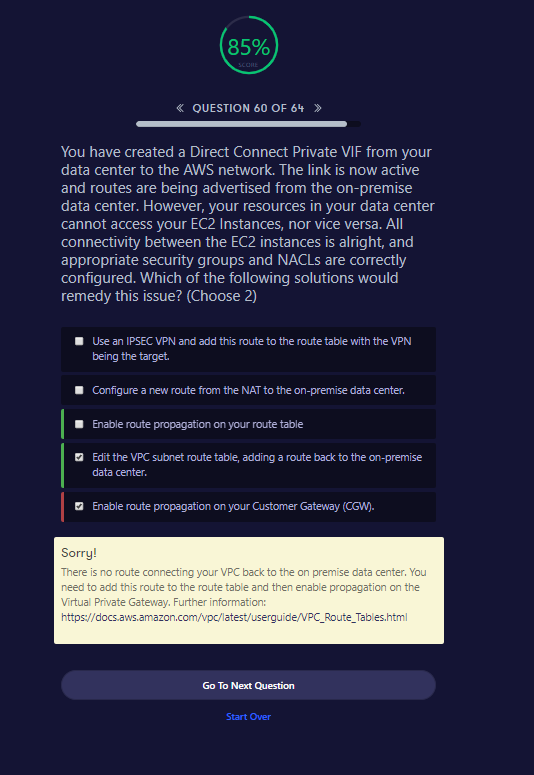 85%
SCORE
« QUESTION 60 OF 64 »
You have created a Direct Connect Private VIF from your
data center to the AWS network. The link is now active
and routes are being advertised from the on-premise
data center. However, your resources in your data center
cannot access your EC2 Instances, nor vice versa. All
connectivity between the EC2 instances is alright, and
appropriate security groups and NACLs are correctly
configured. Which of the following solutions would
remedy this issue? (Choose 2)
Use an IPSEC VPN and add this route to the route table with the VPN
being the target.
Configure a new route from the NAT to the on-premise data center.
Enable route propagation on your route table
Edit the VPC subnet route table, adding a route back to the on-premise
data center.
Enable route propagation on your Customer Gateway (CGW).
Sorry!
There is no route connecting your VPC back to the on premise data center. You
need to add this route to the route table and then enable propagation on the
Virtual Private Gateway. Further information:
https://docs.aws.amazon.com/vpc/latest/userguide/VPC_Route_Tables.html
Go To Next Question
Start Over